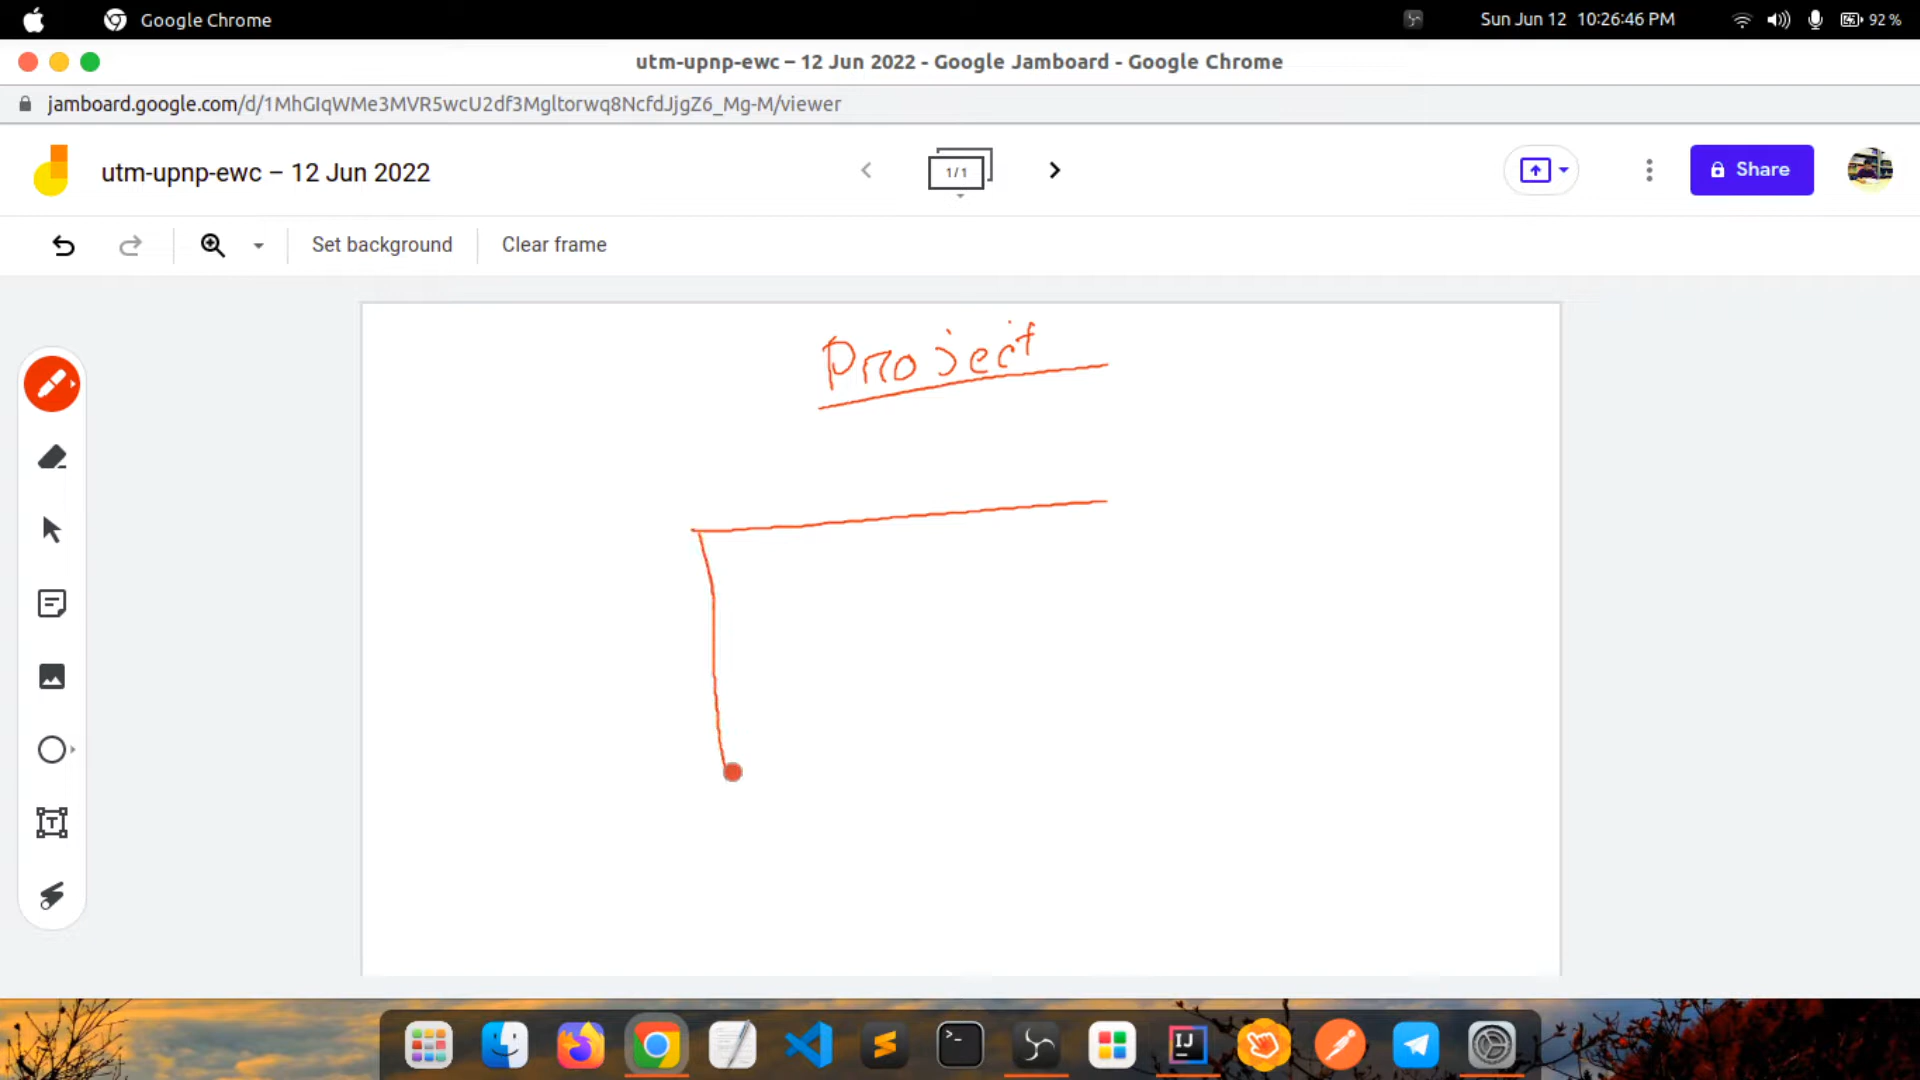 Google Chrome
Sun Jun 12 10:26:46 PM
92 %
utm-upnp-ewc – 12 Jun 2022 - Google Jamboard - Google Chrome
jamboard.google.com/d/1MhGIqWMe3MVR5wcU2df3Mgltorwq8NcfdJjgZ6_Mg-M/viewer
utm-upnp-ewc – 12 Jun 2022
1/1
Share
Set background
Clear frame
Project
T
>_
IJ